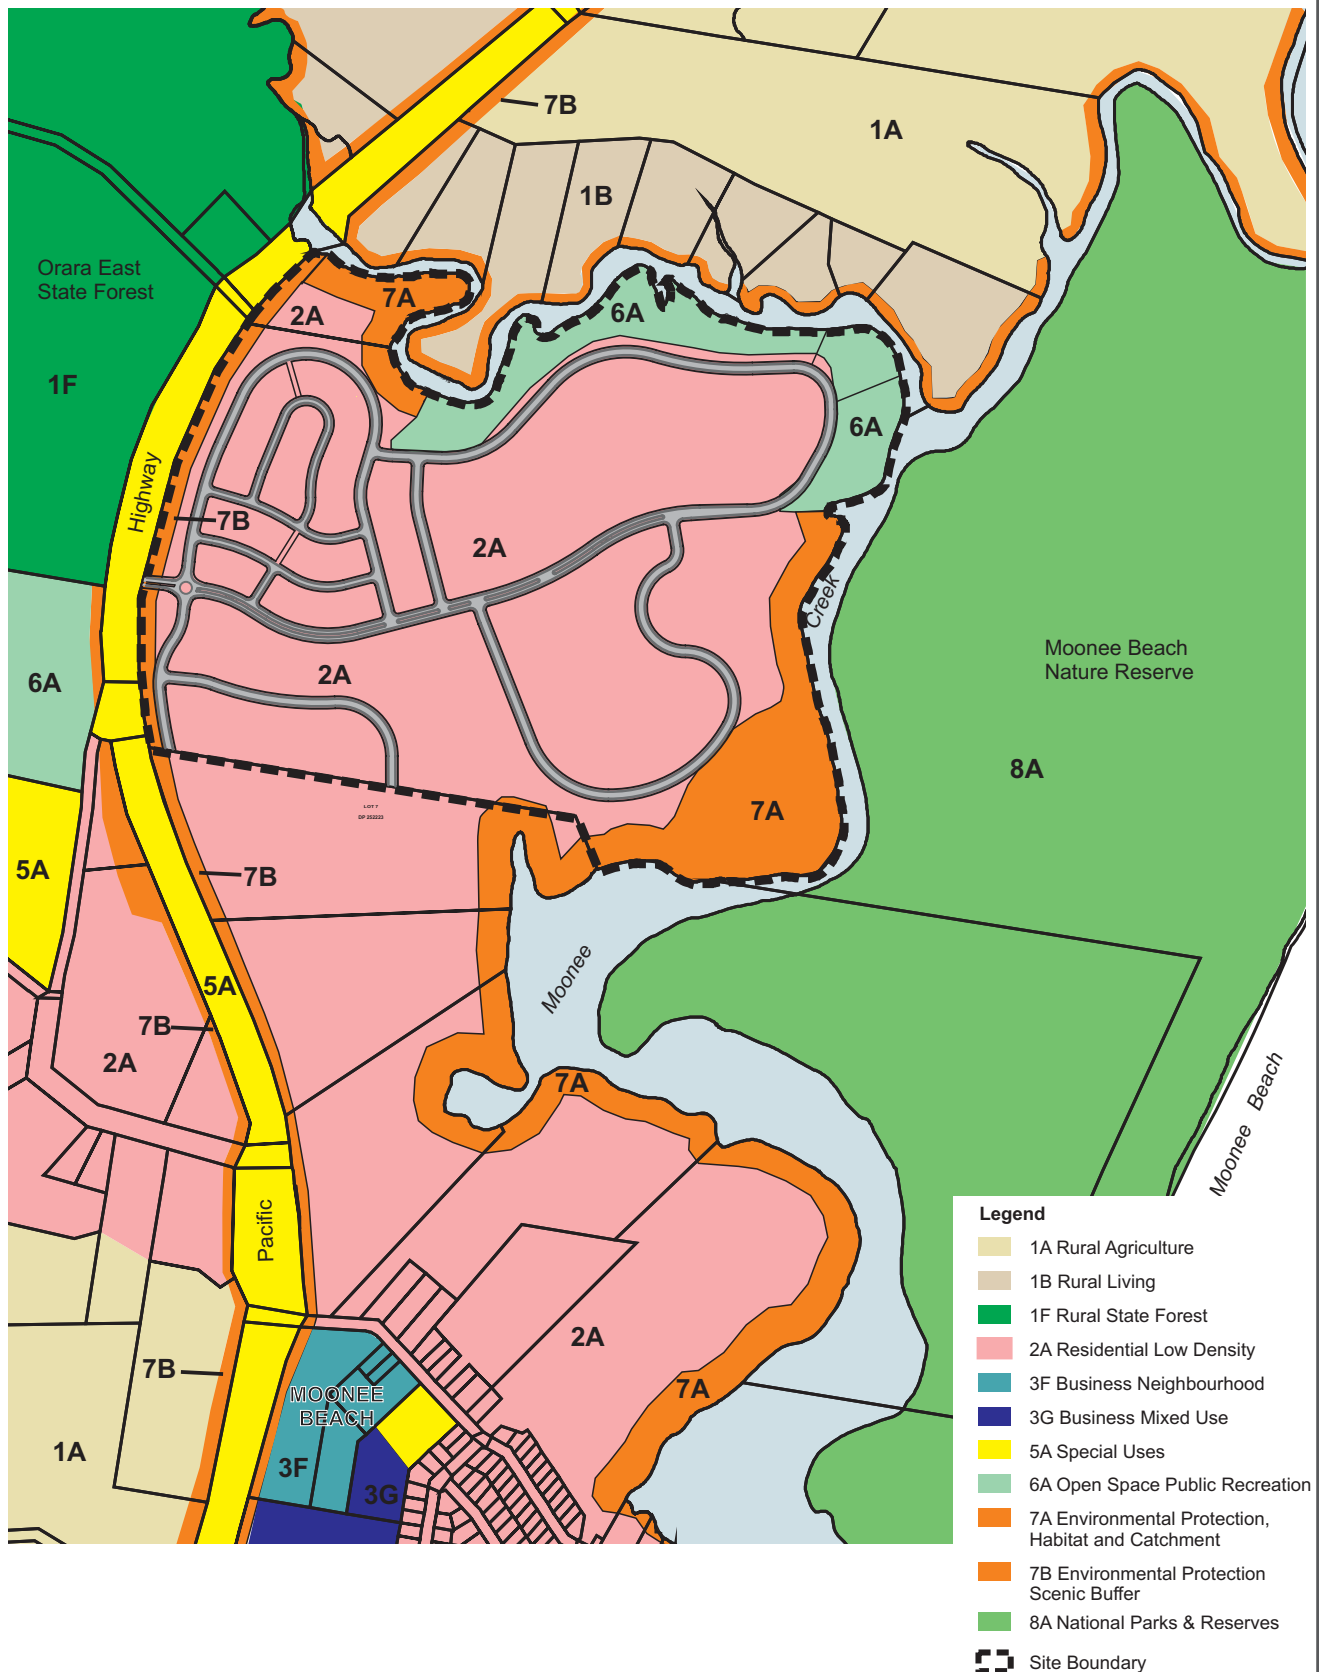 7B
1A
1B
Orara East
State Forest
7A
2A
6A
1F
6A
Highway
7B
2A
Creek
Moonee Beach
Nature Reserve
6A
2A
8A
LOT 7
DP 252223
7A
5A
7B
Moonee
5A
7B
2A
7A
Moonee Beach
Pacific
2A
7B
7A
MOONEE
BEACH
1A
3F
3G
Legend
1A Rural Agriculture
1B Rural Living
1F Rural State Forest
2A Residential Low Density
3F Business Neighbourhood
3G Business Mixed Use
5A Special Uses
6A Open Space Public Recreation
7A Environmental Protection,
Habitat and Catchment
7B Environmental Protection
Scenic Buffer
8A National Parks & Reserves
Site Boundary